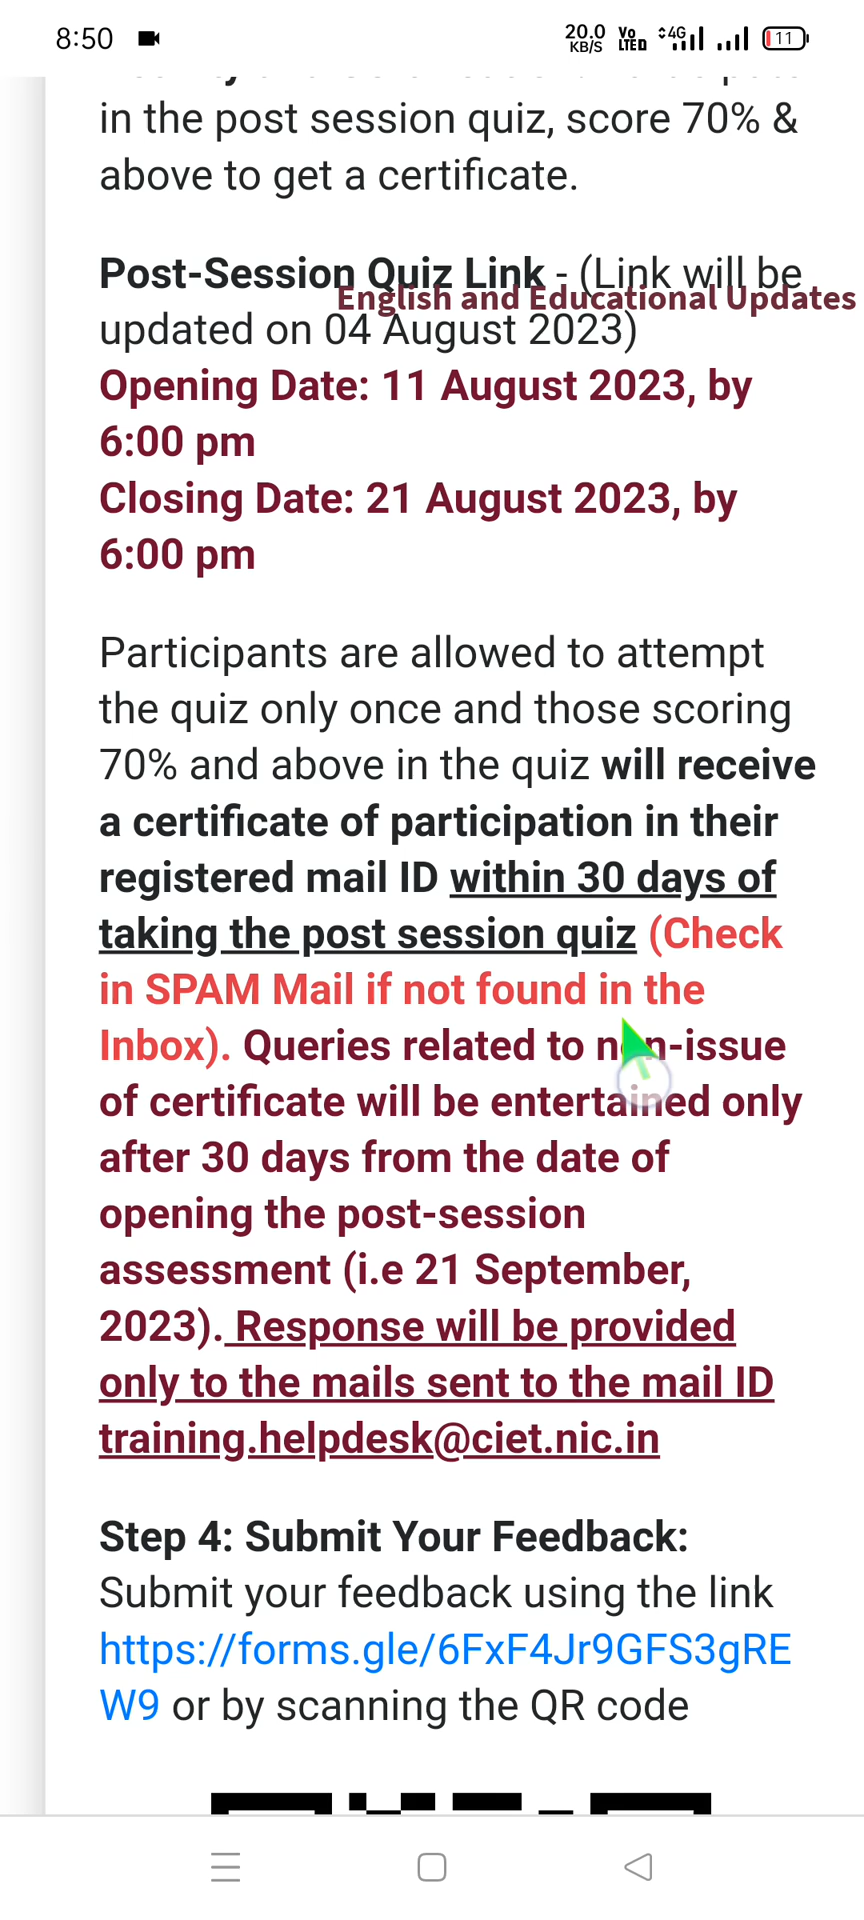 8:50
20.0
KB/S
Vo
LTED
4G
11
in the post session quiz, score 70% &
above to get a certificate.
Post-Session Quiz Link - (Link will be
English and Educational Updates
updated on 04 August 2023)
Opening Date: 11 August 2023, by
6:00 pm
Closing Date: 21 August 2023, by
6:00 pm
Participants are allowed to attempt
the quiz only once and those scoring
70% and above in the quiz will receive
a certificate of participation in their
registered mail ID within 30 days of
taking the post session quiz (Check
in SPAM Mail if not found in the
Inbox). Queries related to non-issue
of certificate will be entertained only
after 30 days from the date of
opening the post-session
assessment (i.e 21 September,
2023). Response will be provided
only to the mails sent to the mail ID
training.helpdesk@ciet.nic.in
Step 4: Submit Your Feedback:
Submit your feedback using the link
https://forms.gle/6FxF4Jr9GFS3gRE
W9 or by scanning the QR code